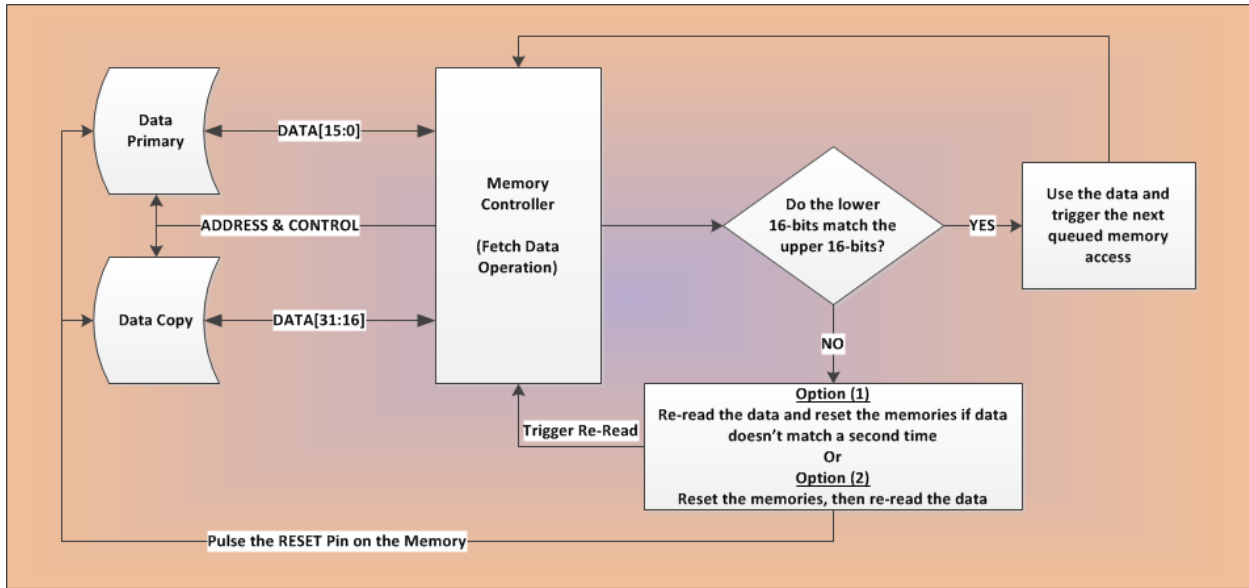 Data
Primary
DATA[15:0]
ADDRESS & CONTROL
Data Copy
DATA[31:16]
Memory
Controller
(Fetch Data
Operation)
Do the lower
16-bits match the
upper 16-bits?
YES
Use the data and
trigger the next
queued memory
access
NO
Option (1)
Re-read the data and reset the memories if data
doesn't match a second time
Or
Option (2)
Reset the memories, then re-read the data
Trigger Re-Read
Pulse the RESET Pin on the Memory